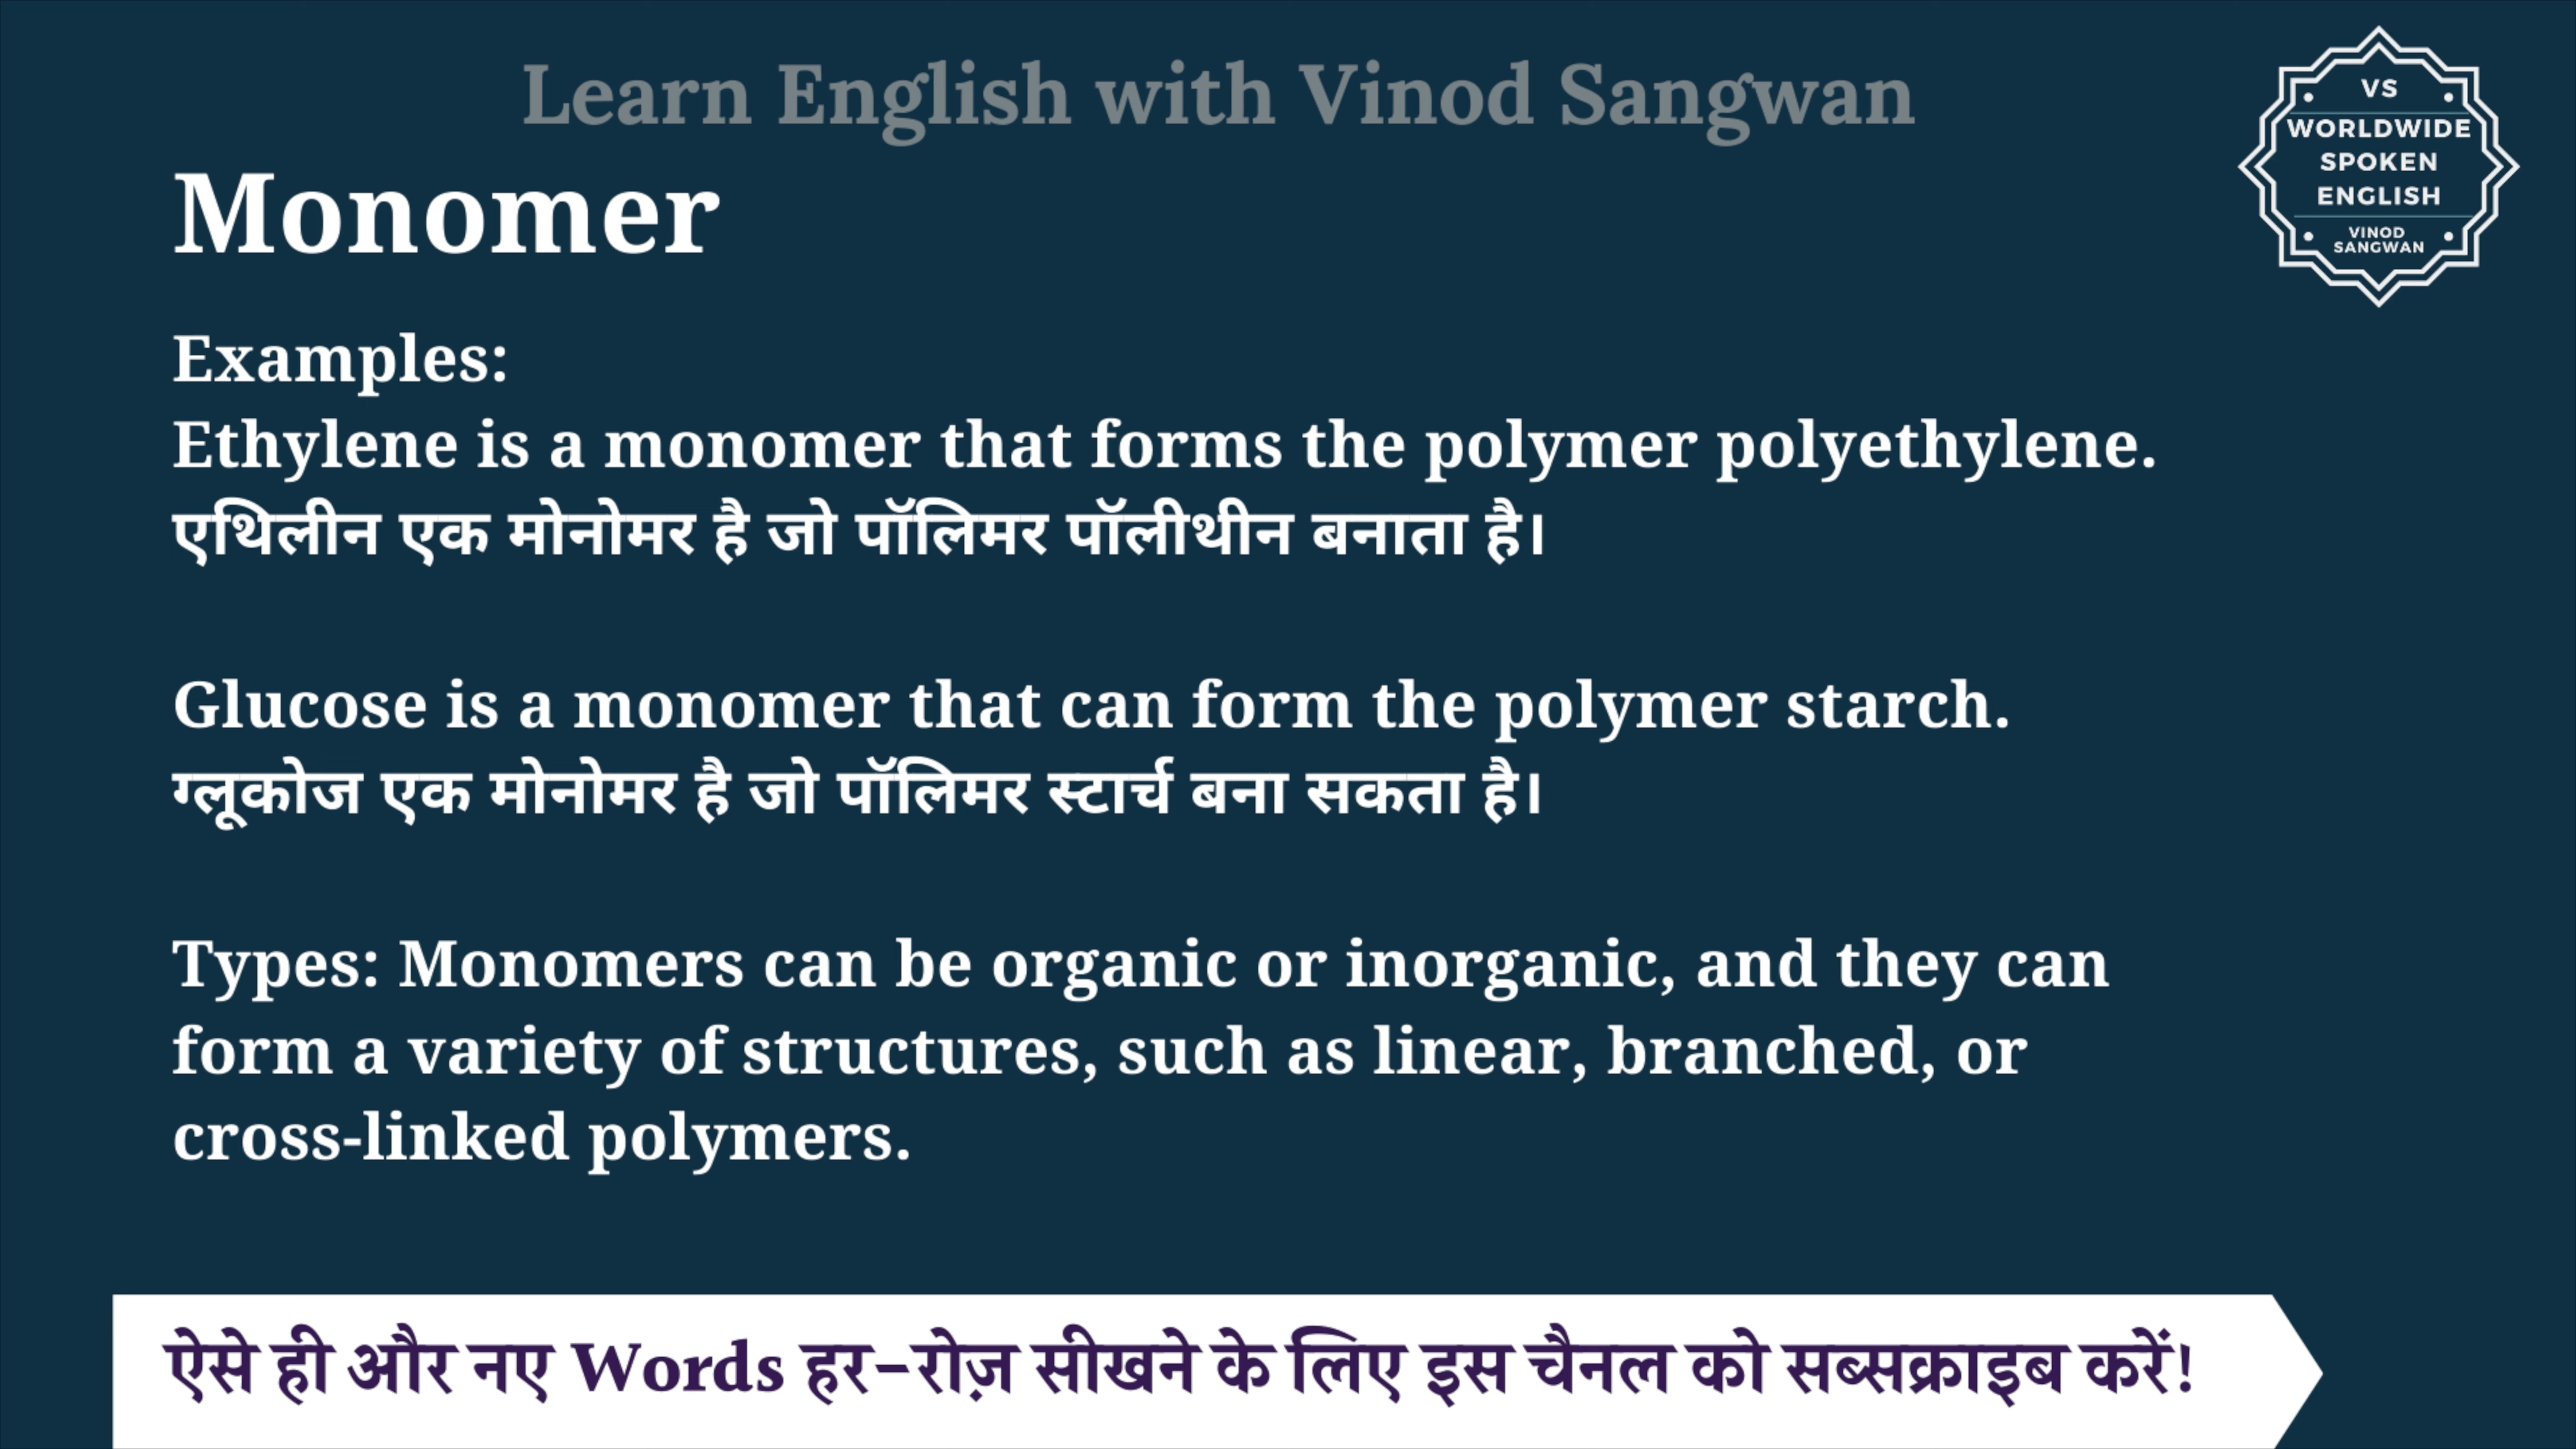 Learn English with Vinod Sangwan
VS
WORLDWIDE
SPOKEN
ENGLISH
VINOD
SANGWAN
Monomer
Examples:
Ethylene is a monomer that forms the polymer polyethylene.
एथिलीन एक मोनोमर है जो पॉलिमर पॉलीथीन बनाता है।
Glucose is a monomer that can form the polymer starch.
ग्लूकोज एक मोनोमर है जो पॉलिमर स्टार्च बना सकता है।
Types: Monomers can be organic or inorganic, and they can
form a variety of structures, such as linear, branched, or
cross-linked polymers.
ऐसे ही और नए Words हर-रोज़ सीखने के लिए इस चैनल को सब्सक्राइब करें!